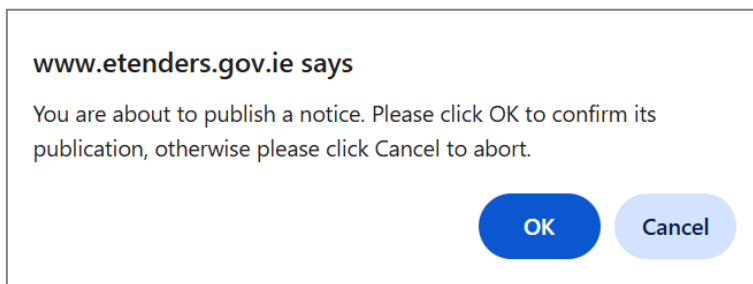 www.etenders.gov.ie says
You are about to publish a notice. Please click OK to confirm its
publication, otherwise please click Cancel to abort.
OK
Cancel